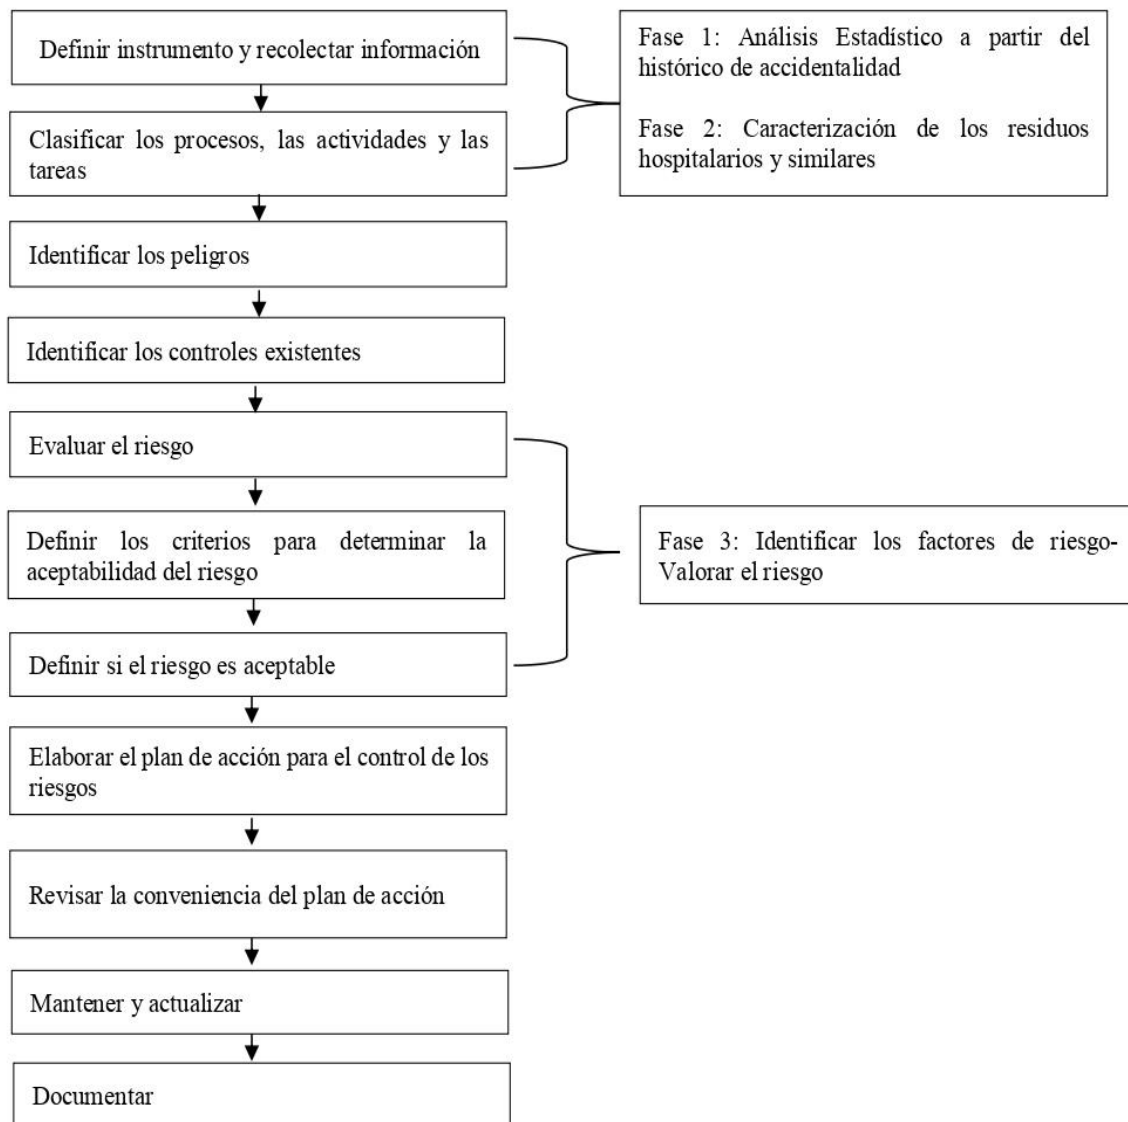 Definir instrumento y recolectar información
Clasificar los procesos, las actividades y las
tareas
Identificar los peligros
Identificar los controles existentes
Evaluar el riesgo
Definir los criterios para determinar la
aceptabilidad del riesgo
Definir si el riesgo es aceptable
Elaborar el plan de acción para el control de los
riesgos
Revisar la conveniencia del plan de acción
Mantener y actualizar
Documentar
Fase 1: Análisis Estadístico a partir del
histórico de accidentalidad
Fase 2: Caracterización de los residuos
hospitalarios y similares
Fase 3: Identificar los factores de riesgo-
Valorar el riesgo